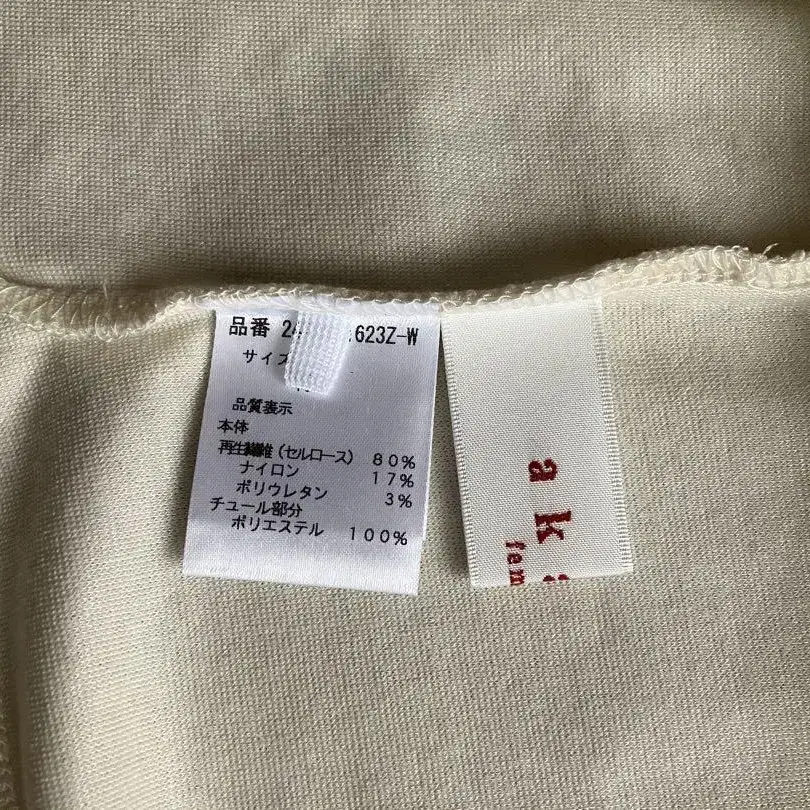 品番 2 623Z-W
サイズ
品質表示
本体
再生繊維(セルロース) 80%
ナイロン 17%
ポリウレタン 3%
チュール部分
ポリエステル 100%
a k
fam